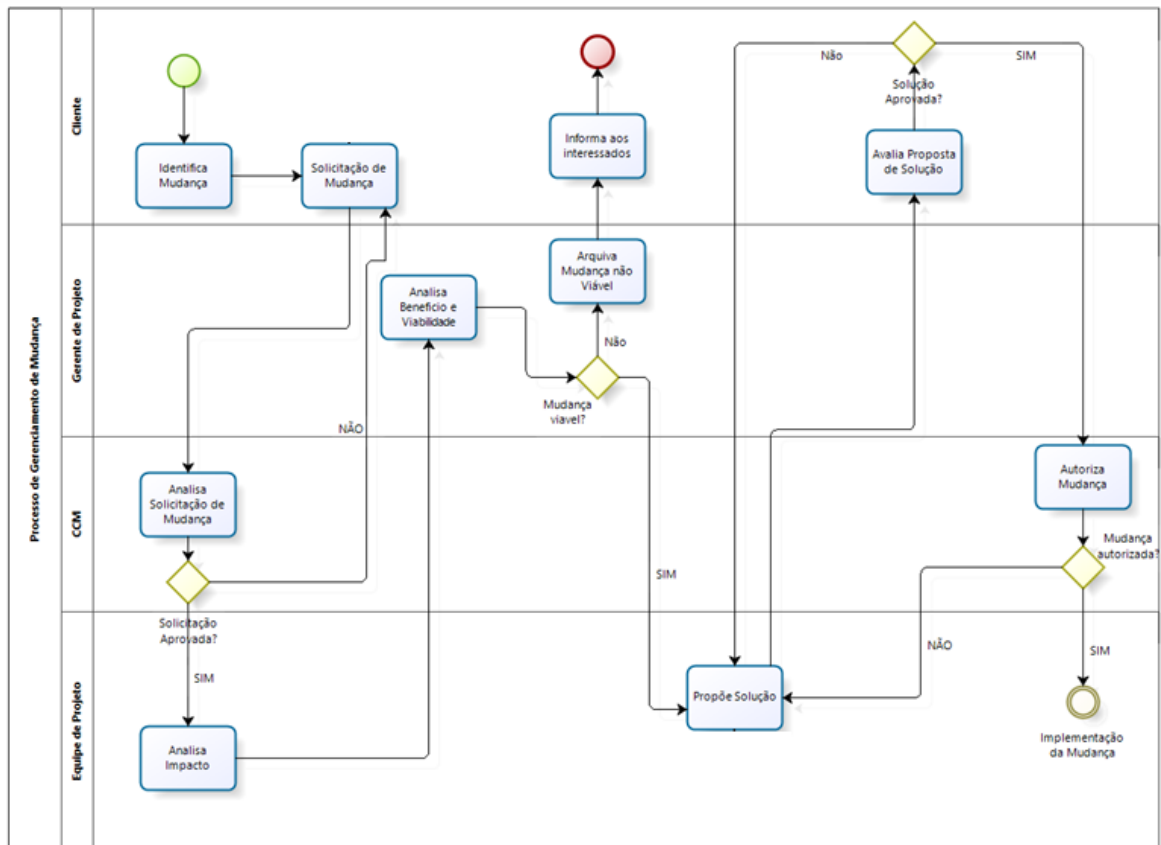 Processo de Gerenciamento de Mudança
Cliente
Identifica
Mudança
Solicitação de
Mudança
Informa aos
interessados
Não
SIM
Solução
Aprovada?
Avalia Proposta
de Solução
Gerente de Projeto
Analisa
Beneficio e
Viabilidade
Arquiva
Mudança não
Viável
Não
Mudança
viavel?
NÃO
CCM
Analisa
Solicitação de
Mudança
Autoriza
Mudança
Mudança
autorizada?
SIM
Equipe de Projeto
Solicitação
Aprovada?
SIM
Analisa
Impacto
Propõe Solução
NÃO
SIM
Implementação
da Mudança